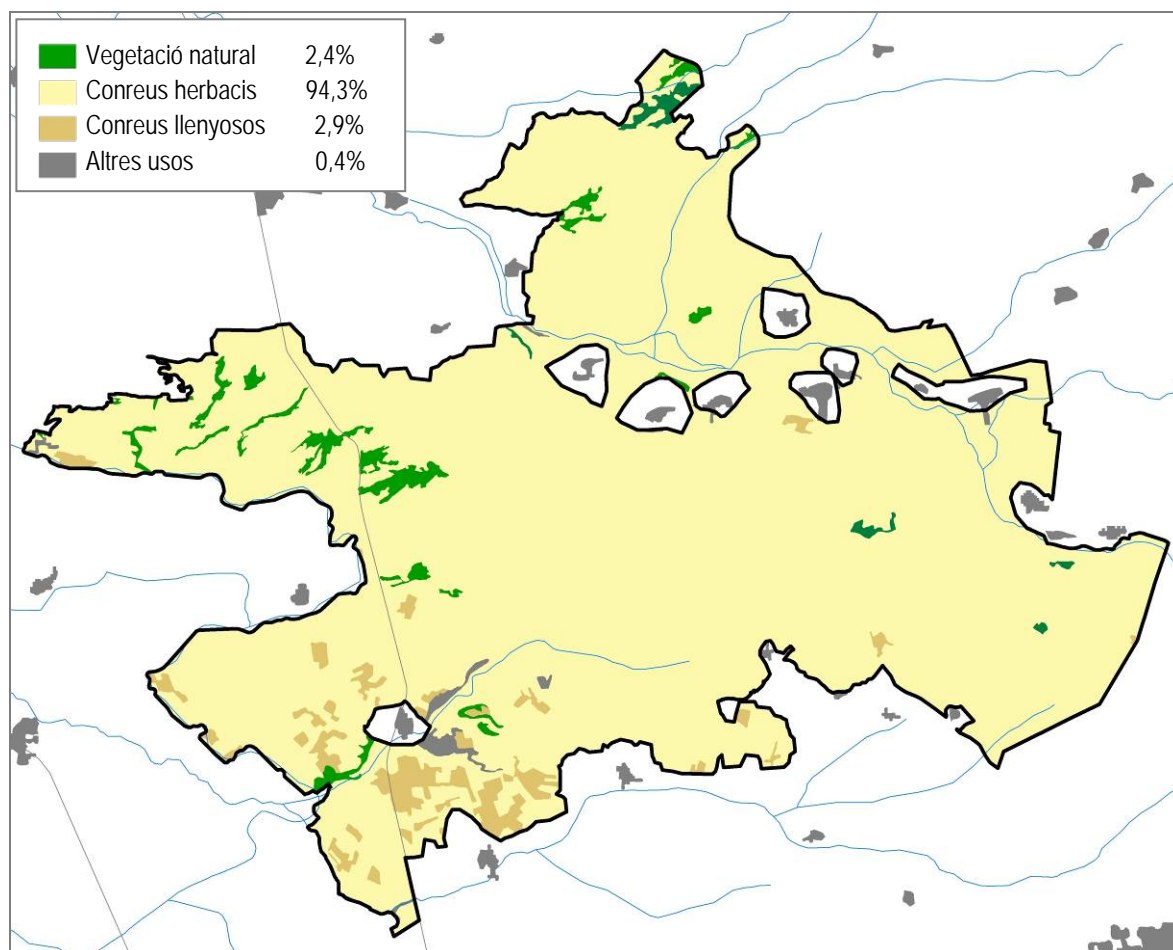 Vegetació natural 2,4%
Conreus herbacis 94,3%
Conreus llenyosos 2,9%
Altres usos 0,4%